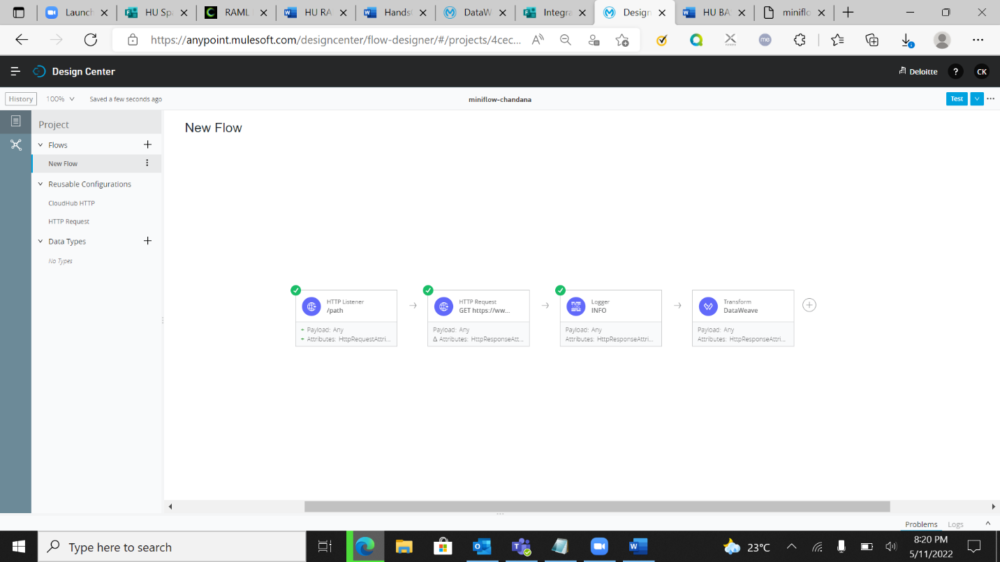 Launch
HU Spa
RAML
HU RA
Hands
DataW
Integra
Design
HU BA
miniflo
https://anypoint.mulesoft.com/designcenter/flow-designer/#/projects/4cec...
Design Center
Deloitte
?
CK
History
100%
Saved a few seconds ago
miniflow-chandana
Test
Project
New Flow
Flows
New Flow
Reusable Configurations
CloudHub HTTP
HTTP Request
Data Types
No Types
HTTP Listener
/path
+ Payload: Any
+ Attributes: HttpRequestAttri...
HTTP Request
GET https://ww...
Payload: Any
Δ Attributes: HttpResponseAtt...
Logger
INFO
Payload: Any
Attributes: HttpResponseAttri...
Transform
DataWeave
Payload: Any
Attributes: HttpResponseAttri...
Problems
Logs
Type here to search
23°C
8:20 PM
5/11/2022